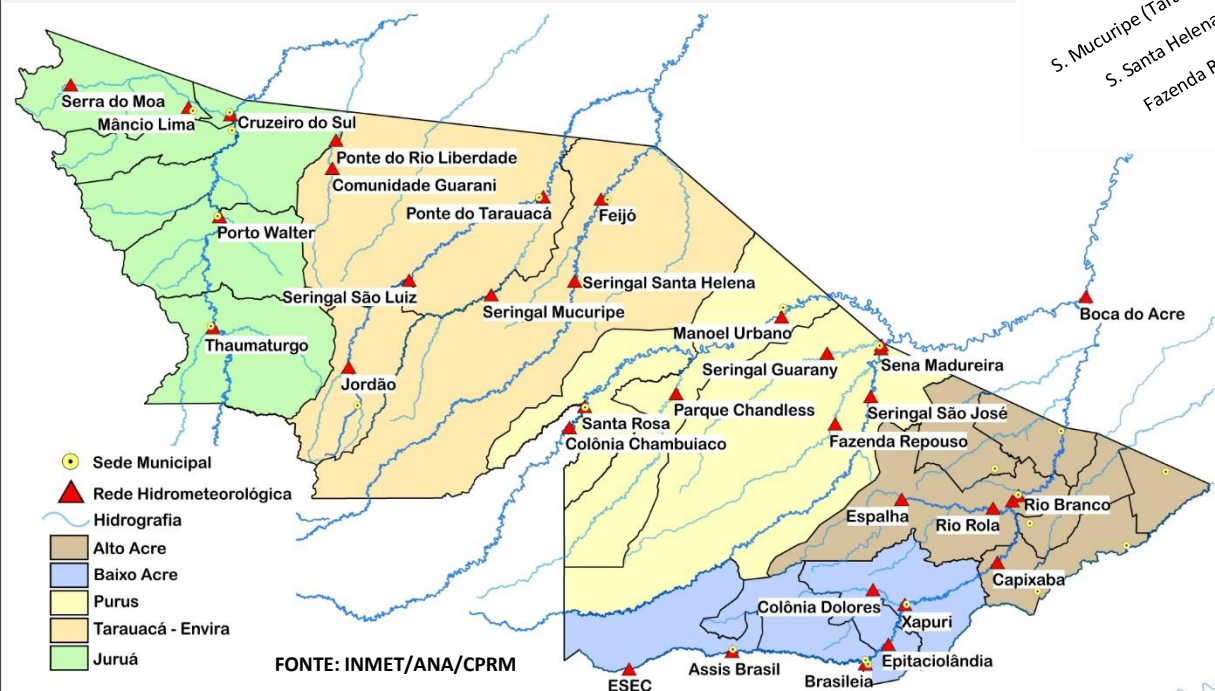 S. Mucuripe (Tara
S. Santa Helena
Fazenda R
Serra do Moa
Mâncio Lima
Cruzeiro do Sul
Ponte do Rio Liberdade
Comunidade Guarani
Ponte do Tarauacá
Feijó
Porto Walter
Seringal São Luiz
Seringal Mucuripe
Seringal Santa Helena
Manoel Urbano
Boca do Acre
Thaumaturgo
Jordão
Seringal Guarany
Sena Madureira
Parque Chandless
Seringal São José
Santa Rosa
Colônia Chambuiaco
Fazenda Repouso
Espalha
Rio Rola
Rio Branco
Capixaba
Colônia Dolores
Xapuri
Epitaciolândia
Assis Brasil
Brasileia
ESEC
Sede Municipal
Rede Hidrometeorológica
Hidrografia
Alto Acre
Baixo Acre
Purus
Tarauacá - Envira
Juruá
FONTE: INMET/ANA/CPRM